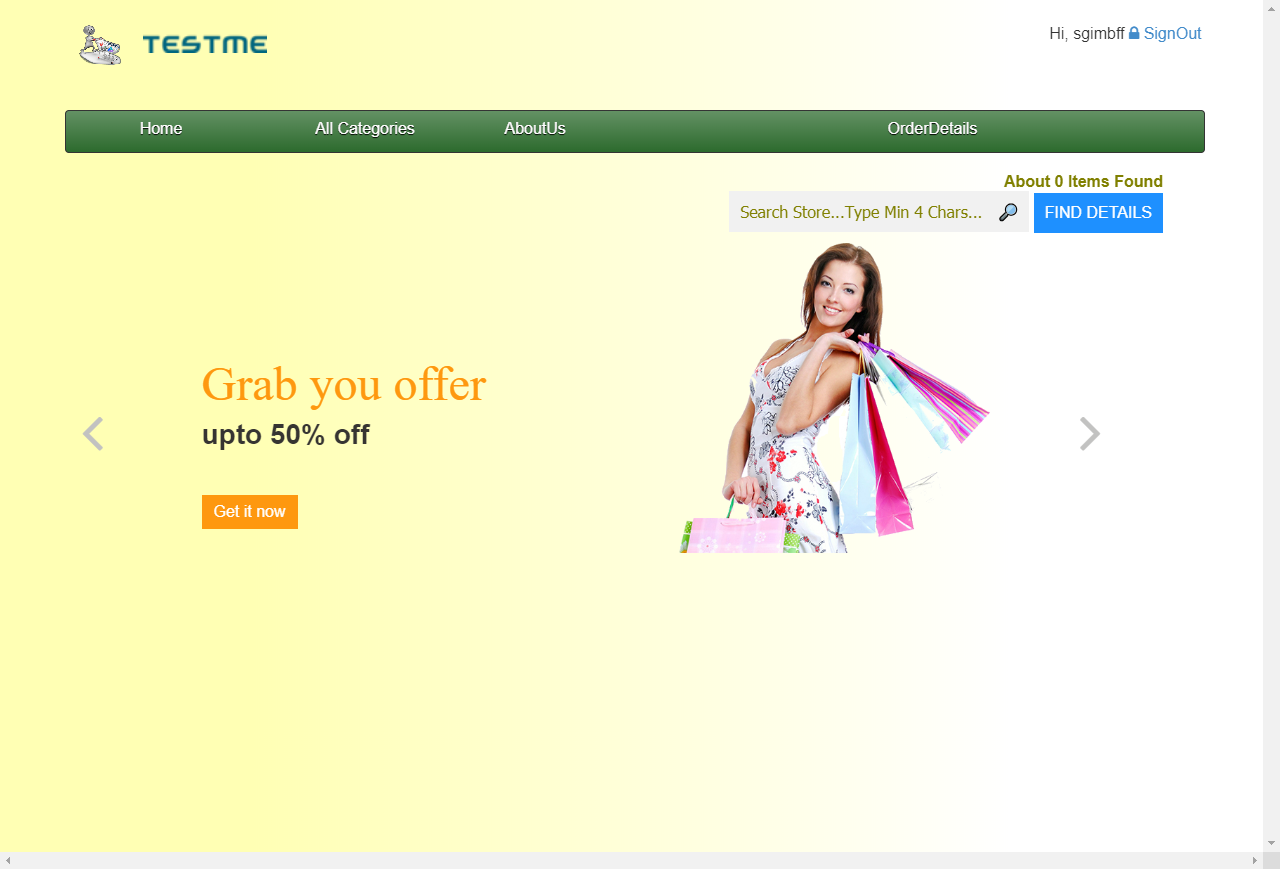 TESTME
Hi, sgimbff SignOut
Home All Categories AboutUs OrderDetails
About 0 Items Found
Search Store...Type Min 4 Chars... FIND DETAILS
Grab you offer
upto 50% off
Get it now